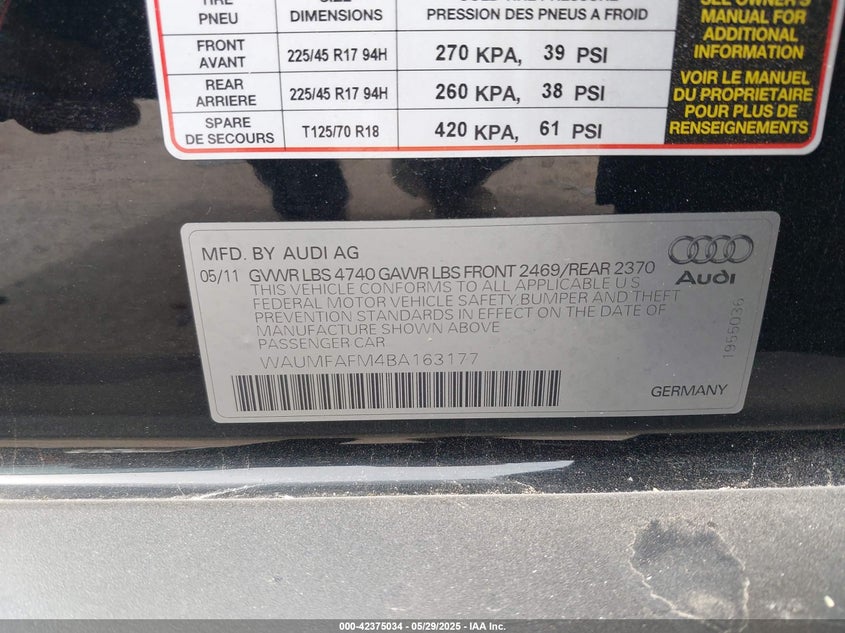 TIRE SIZE COLD TIRE PRESSURE
PNEU DIMENSIONS PRESSION DES PNEUS A FROID
FRONT
AVANT 225/45 R17 94H 270 KPA, 39 PSI
REAR
ARRIERE 225/45 R17 94H 260 KPA, 38 PSI
SPARE
DE SECOURS T125/70 R18 420 KPA, 61 PSI
SEE OWNER'S
MANUAL FOR
ADDITIONAL
INFORMATION
VOIR LE MANUEL
DU PROPRIETAIRE
POUR PLUS DE
RENSEIGNEMENTS
MFD. BY AUDI AG
05/11 GVWR LBS 4740 GAWR LBS FRONT 2469/REAR 2370
THIS VEHICLE CONFORMS TO ALL APPLICABLE U S
FEDERAL MOTOR VEHICLE SAFETY,BUMPER AND THEFT
PREVENTION STANDARDS IN EFFECT ON THE DATE OF
MANUFACTURE SHOWN ABOVE
PASSENGER CAR
WAUMFAFM4BA163177
Audi
1955036
GERMANY
000-42375034 - 05/29/2025 - IAA Inc.